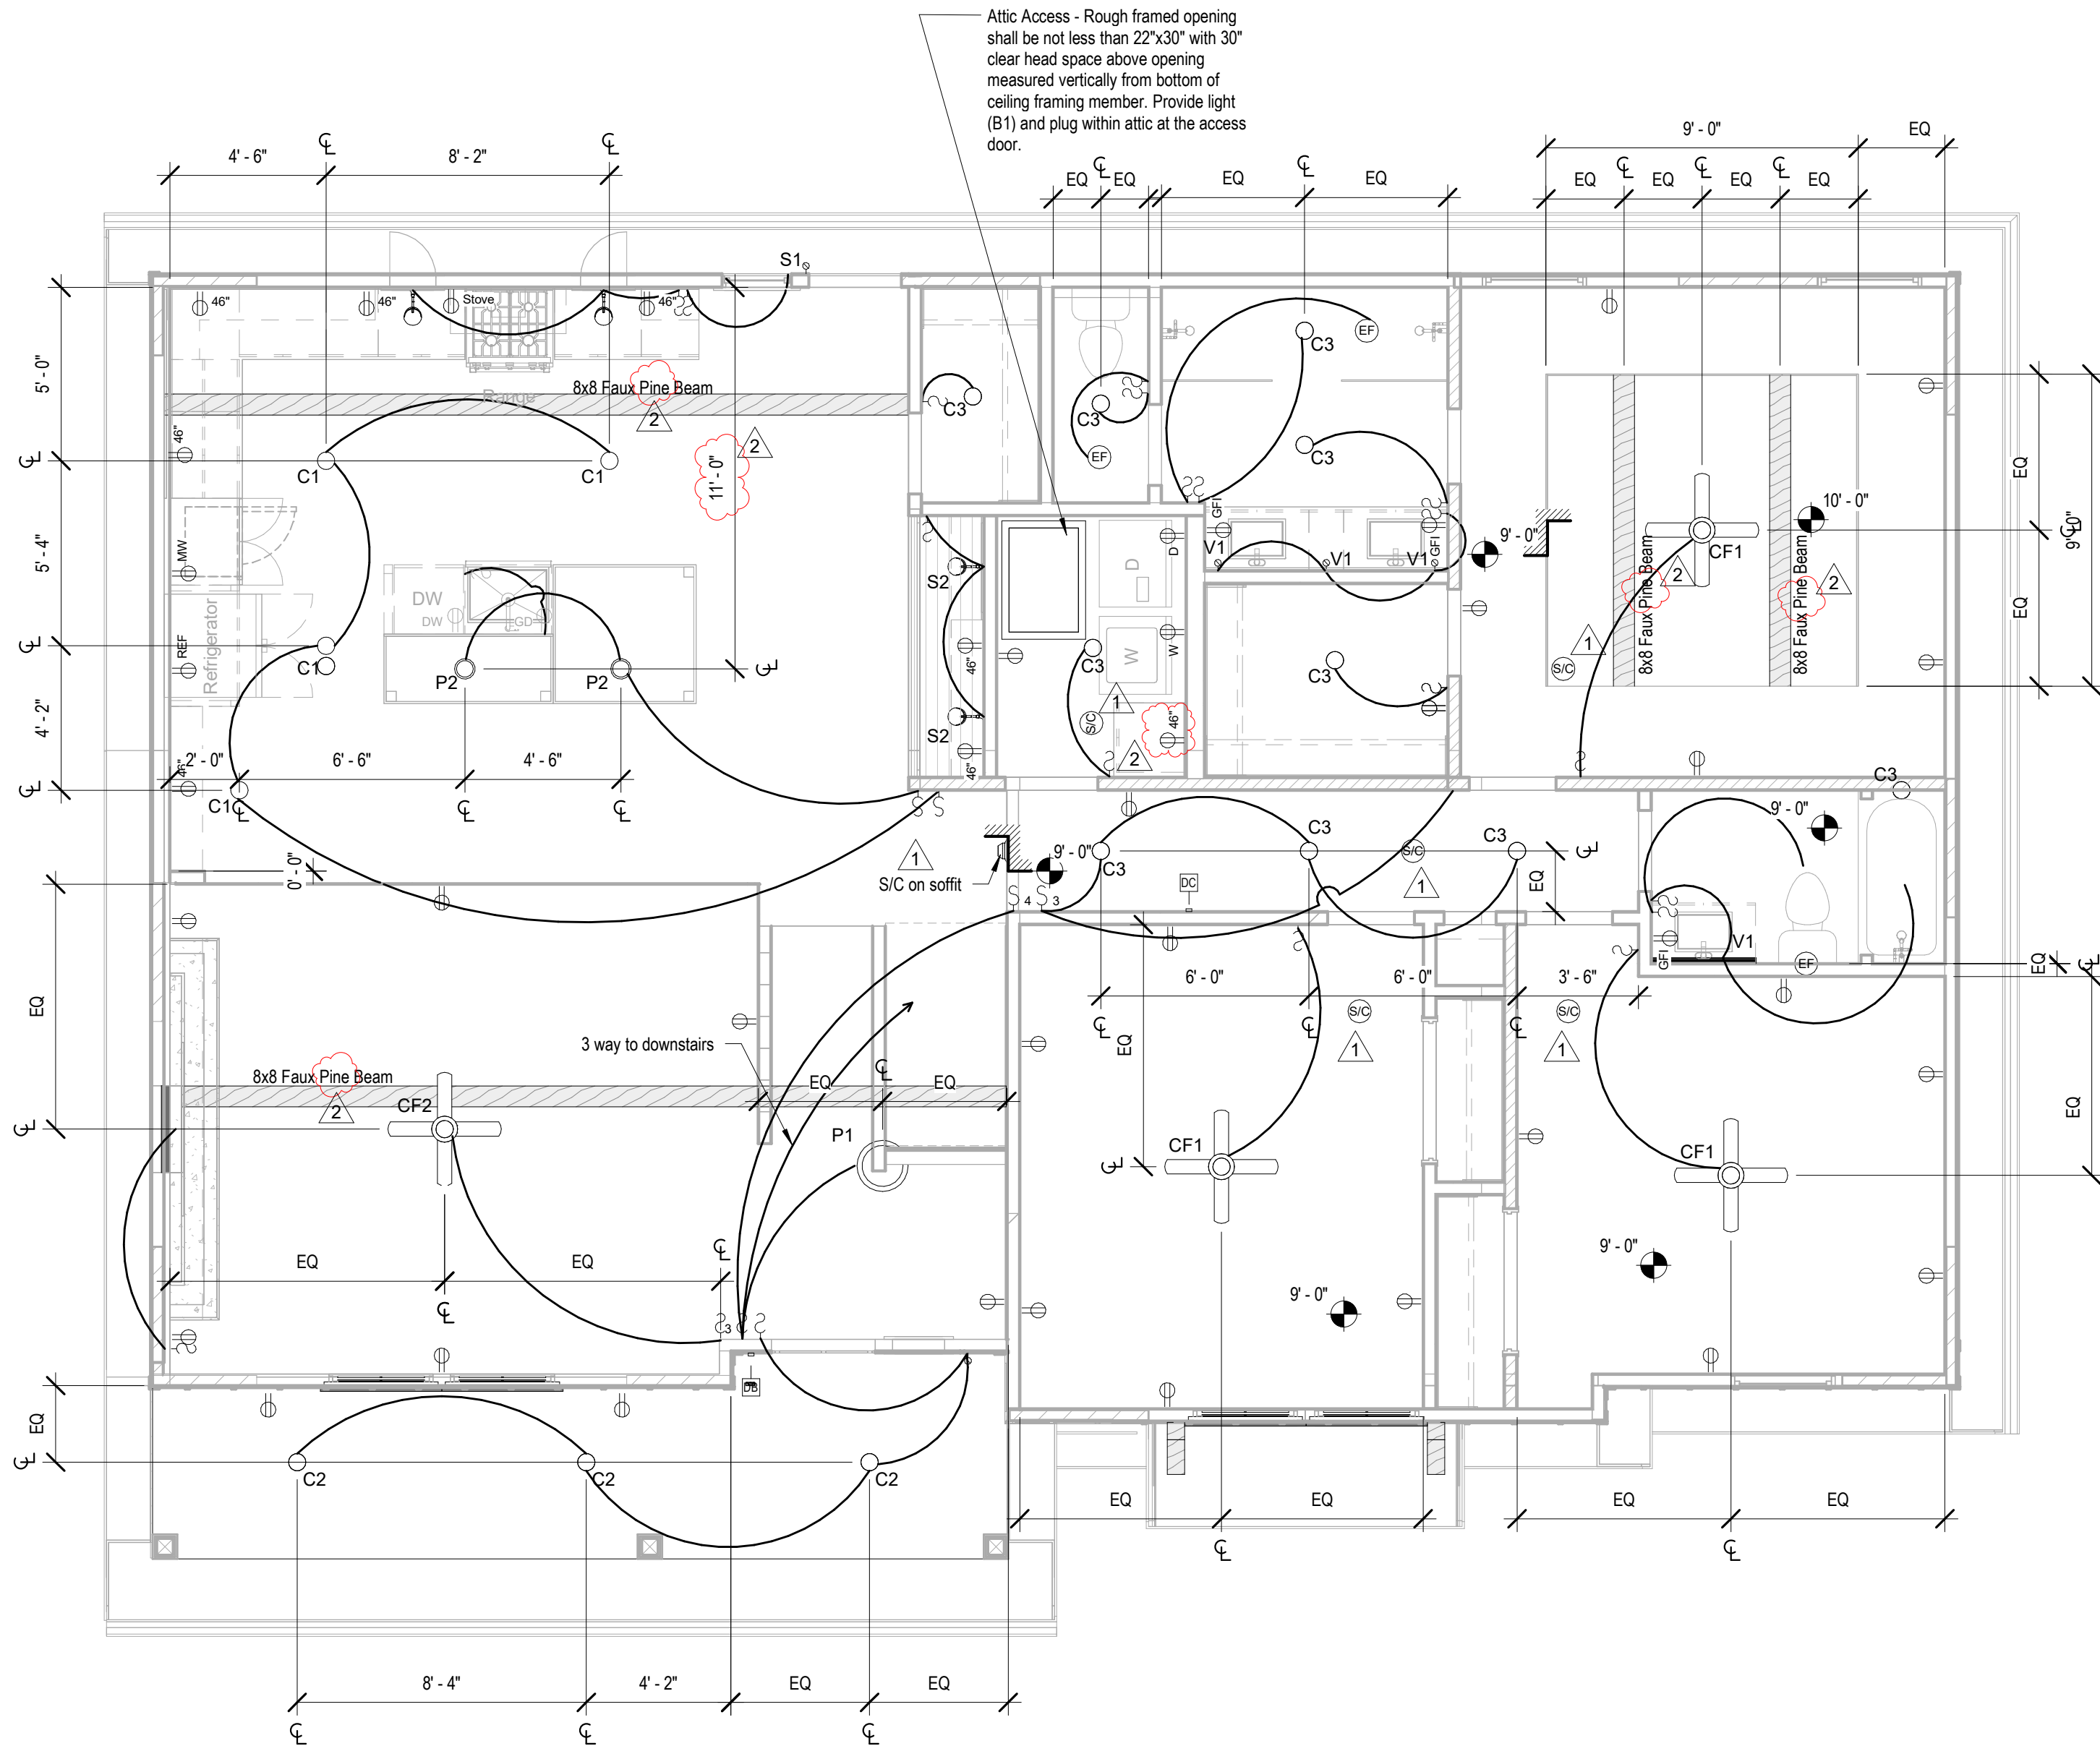 Attic Access - Rough framed opening
shall be not less than 22"x30" with 30"
clear head space above opening
measured vertically from bottom of
ceiling framing member. Provide light
(B1) and plug within attic at the access
door.
4' - 6"
8' - 2"
EQ
EQ
EQ
EQ
9' - 0"
EQ
EQ
EQ
EQ
EQ
S1
46"
46"
Stove
46"
5' - 0"
Range
8x8 Faux Pine Beam
2
2
11' - 0"
C1
C1
46"
C3
C3
EF
C3
EF
C3
GFI
V1
V1
V1
GFI
9' - 0"
10' - 0"
CF1
8x8 Faux Pine Beam
2
8x8 Faux Pine Beam
2
1
S/C
EQ
EQ
9' - 0"
5' - 4"
MW
REF
Refrigerator
C1
DW
DW
GD
P2
P2
S2
46"
S2
46"
D
D
W
W
C3
1
S/C
46"
2
C3
4' - 2"
2' - 0"
46"
6' - 6"
4' - 6"
C1
0' - 0"
1
S/C on soffit
9' - 0"
C3
C3
S/C
C3
1
EQ
DC
4
3
C3
9' - 0"
V1
GFI
EF
EQ
EQ
6' - 0"
6' - 0"
3' - 6"
S/C
1
S/C
1
EQ
EQ
3 way to downstairs
8x8 Faux Pine Beam
2
CF2
EQ
EQ
P1
CF1
CF1
EQ
EQ
9' - 0"
9' - 0"
3
DB
EQ
C2
C2
C2
EQ
EQ
EQ
EQ
8' - 4"
4' - 2"
EQ
EQ